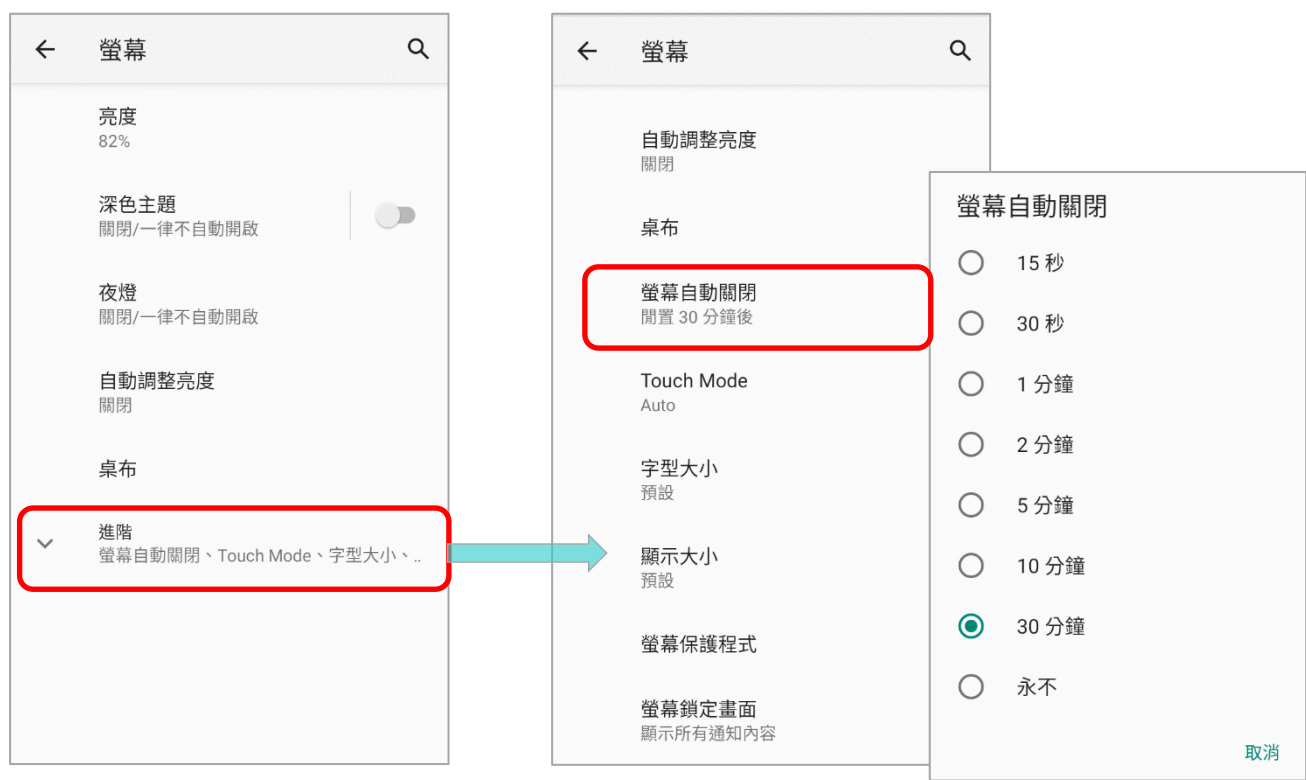 螢幕
亮度
82%
深色主題
關閉/一律不自動開啟
夜燈
關閉/一律不自動開啟
自動調整亮度
關閉
桌布
進階
螢幕自動關閉、Touch Mode、字型大小、..
螢幕
自動調整亮度
關閉
桌布
螢幕自動關閉
閒置 30 分鐘後
Touch Mode
Auto
字型大小
預設
顯示大小
預設
螢幕保護程式
螢幕鎖定畫面
顯示所有通知內容
螢幕自動關閉
15 秒
30 秒
1 分鐘
2 分鐘
5 分鐘
10 分鐘
30 分鐘
永不
取消